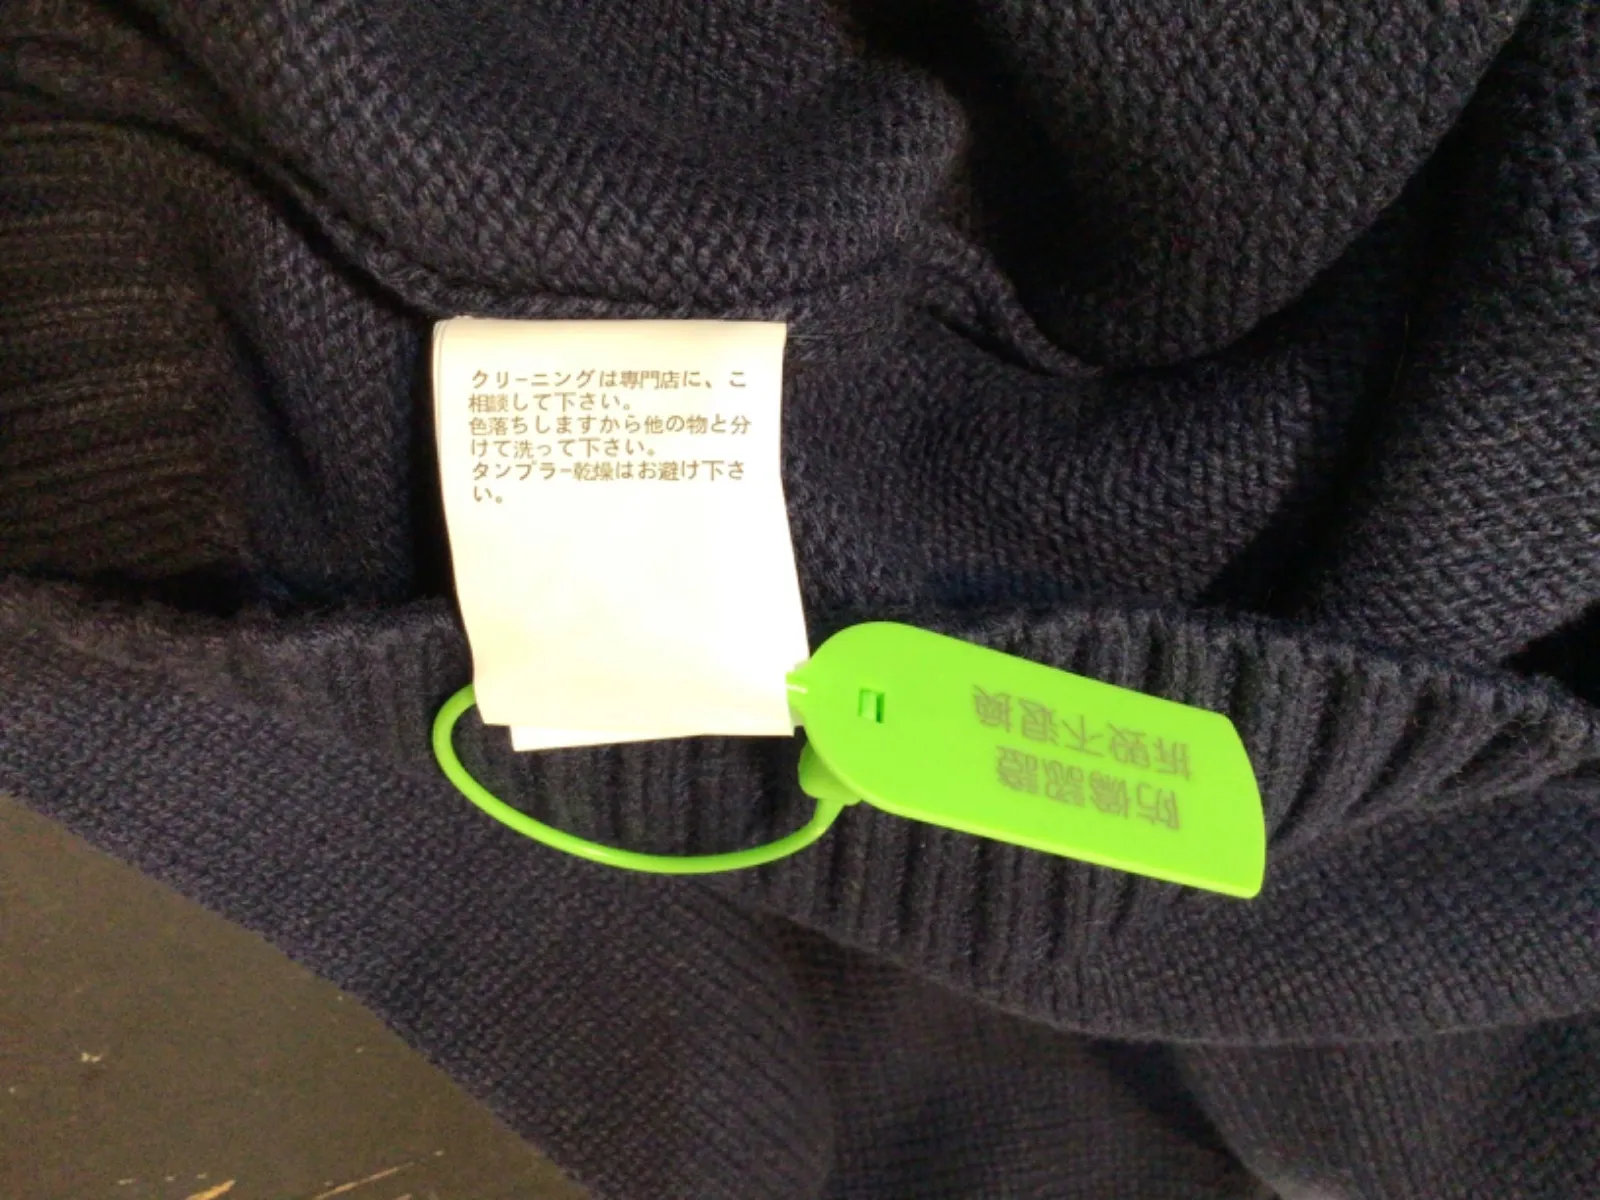 クリーニングは専門店に、こ
相談して下さい。
色落ちしますから他の物と分
けて洗って下さい。
タンプラー乾燥はお避け下さ
い。
防偽認證
拆毀不退換